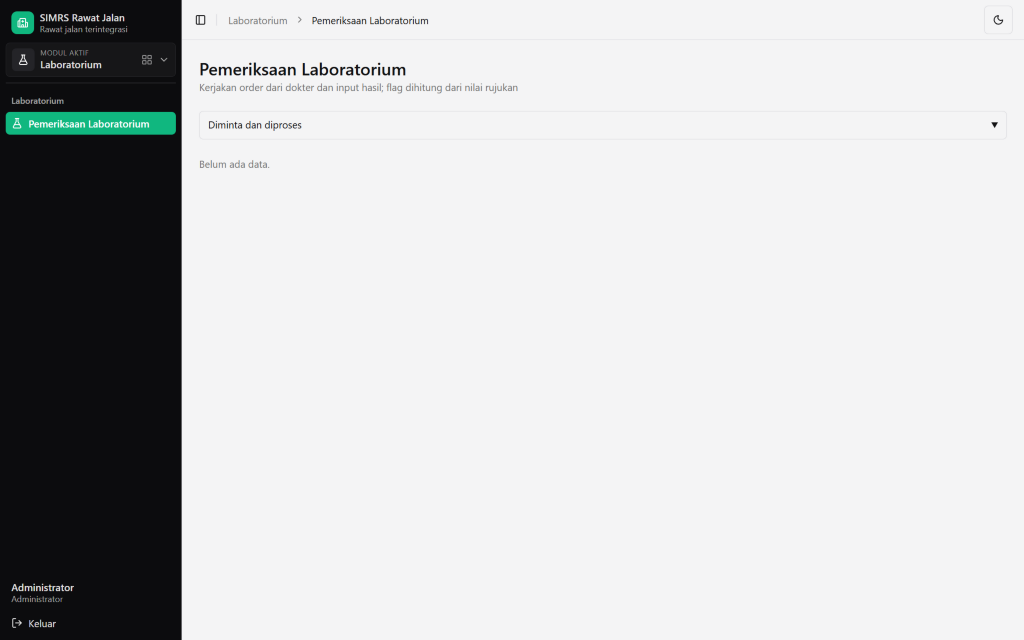 SIMRS Rawat Jalan
Rawat jalan terintegrasi
MODUL AKTIF
Laboratorium
Laboratorium
Pemeriksaan Laboratorium
Administrator
Administrator
Keluar
Laboratorium > Pemeriksaan Laboratorium
Pemeriksaan Laboratorium
Kerjakan order dari dokter dan input hasil; flag dihitung dari nilai rujukan
Diminta dan diproses
Belum ada data.